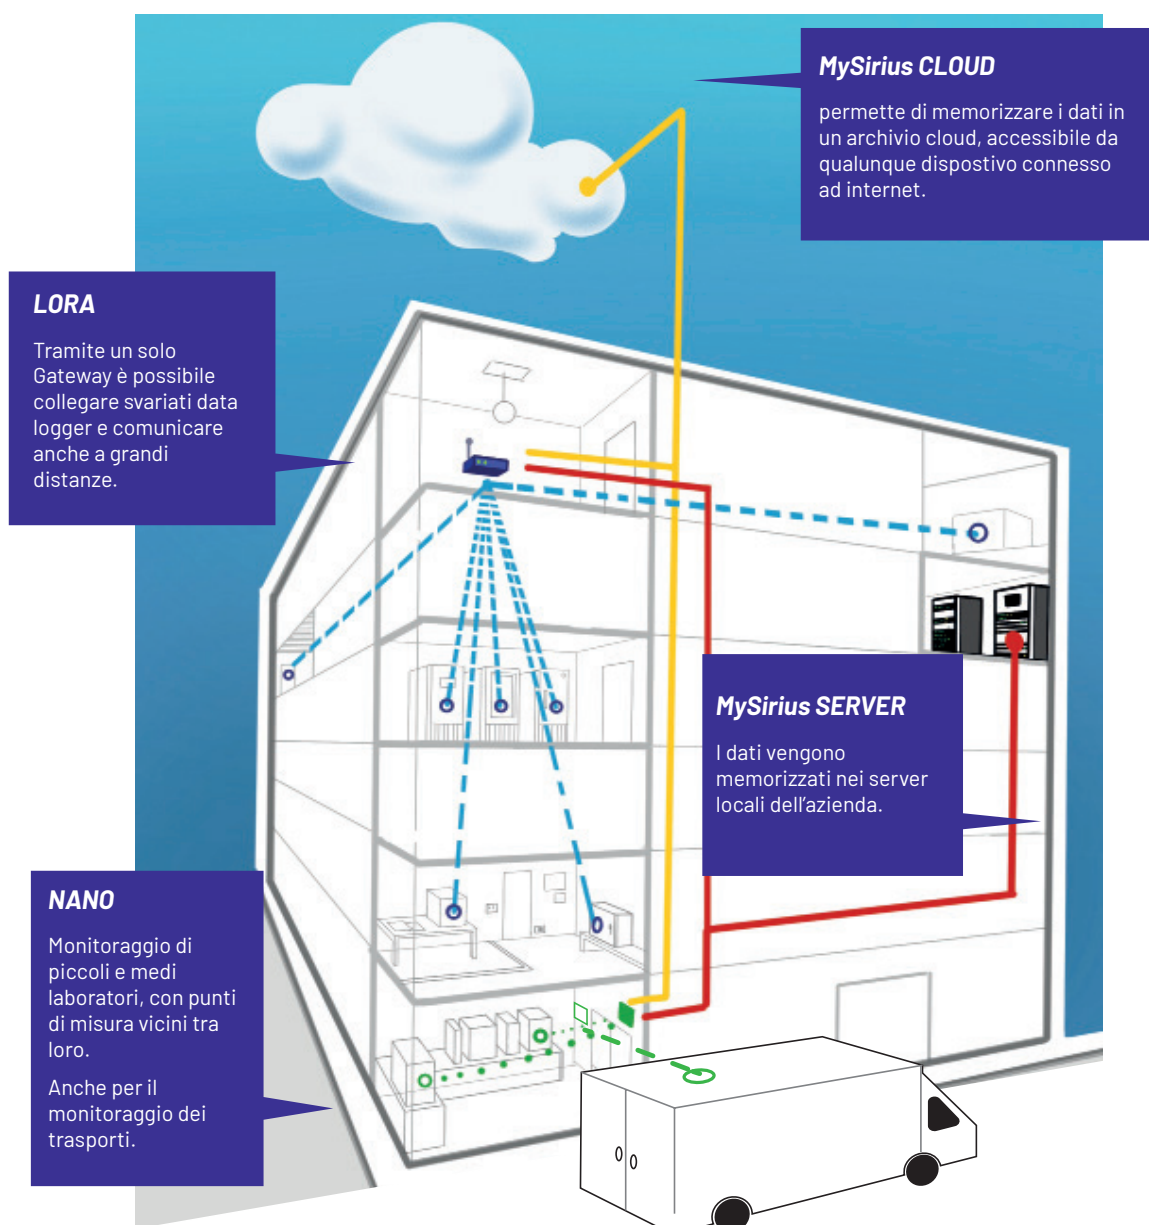 MySirius CLOUD
permette di memorizzare i dati in
un archivio cloud, accessibile da
qualunque dispostivo connesso
ad internet.
LORA
Tramite un solo
Gateway è possibile
collegare svariati data
logger e comunicare
anche a grandi
distanze.
MySirius SERVER
I dati vengono
memorizzati nei server
locali dell’azienda.
NANO
Monitoraggio di
piccoli e medi
laboratori, con punti
di misura vicini tra
loro.
Anche per il
monitoraggio dei
trasporti.